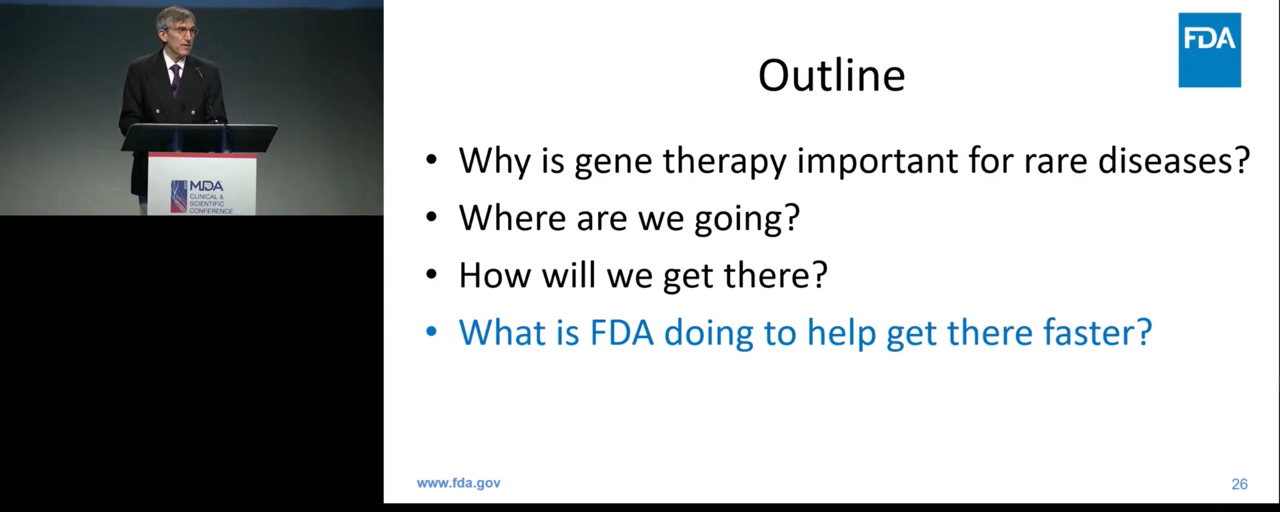 MDA
CLINICAL &
SCIENTIFIC
CONFERENCE
FDA
Outline
• Why is gene therapy important for rare diseases?
• Where are we going?
• How will we get there?
• What is FDA doing to help get there faster?
www.fda.gov
26